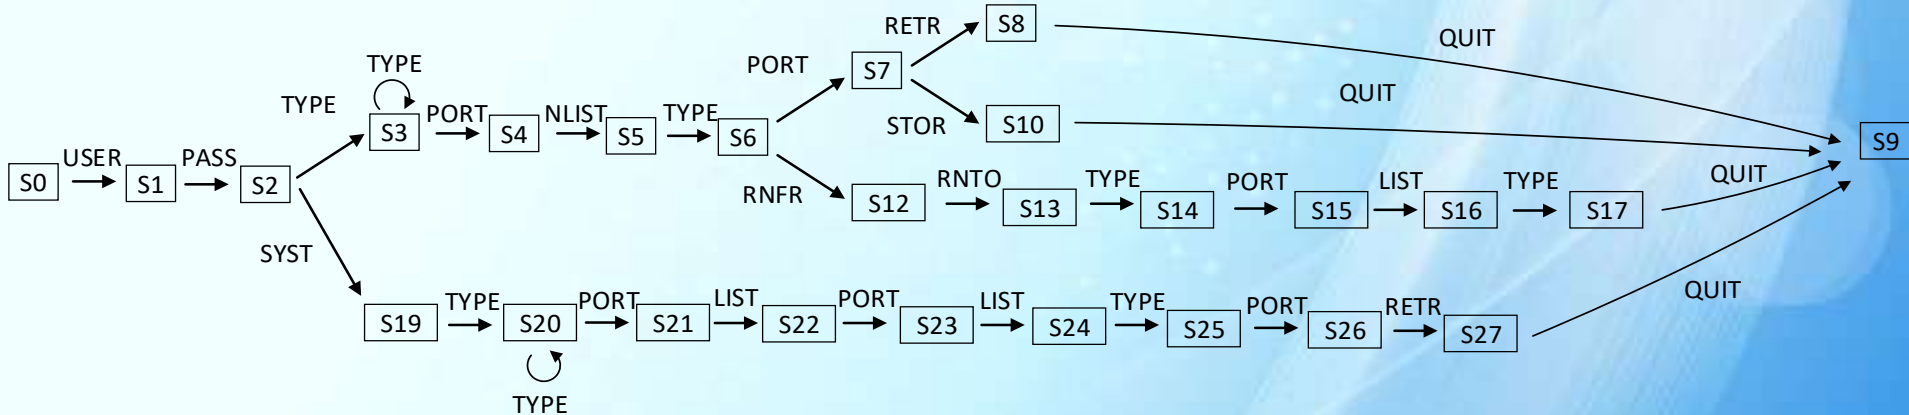 RETR
S8
QUIT
TYPE
PORT
S7
TYPE
QUIT
PORT
NLIST
TYPE
STOR
S10
S3
S4
S5
S6
S9
USER
PASS
S0
S1
S2
RNFR
S12
RNTO
S13
TYPE
S14
PORT
S15
LIST
S16
TYPE
S17
QUIT
SYST
S19
TYPE
S20
PORT
S21
LIST
S22
PORT
S23
LIST
S24
TYPE
S25
PORT
S26
RETR
S27
QUIT
TYPE